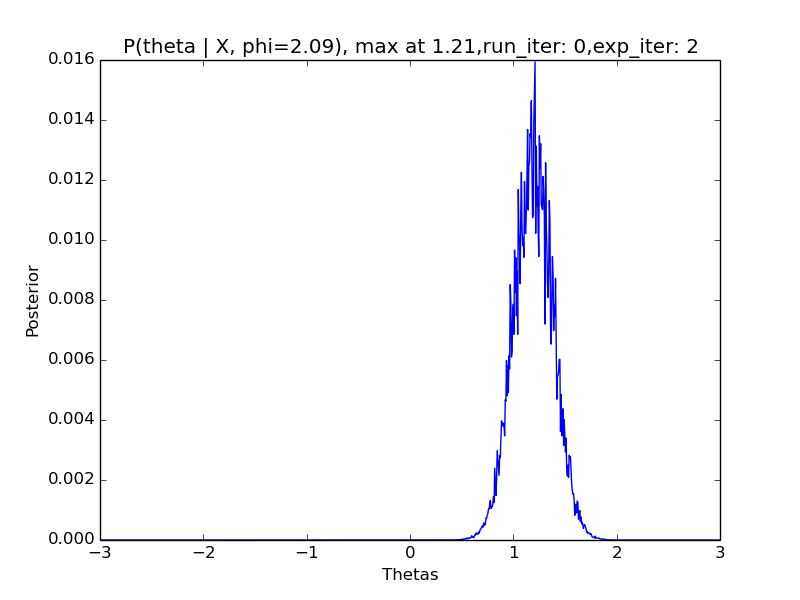 P(theta | X, phi=2.09), max at 1.21,run_iter: 0,exp_iter: 2
0.016
0.014
0.012
0.010
0.008
0.006
0.004
0.002
0.000
Posterior
−3 −2 −1 0 1 2 3
Thetas